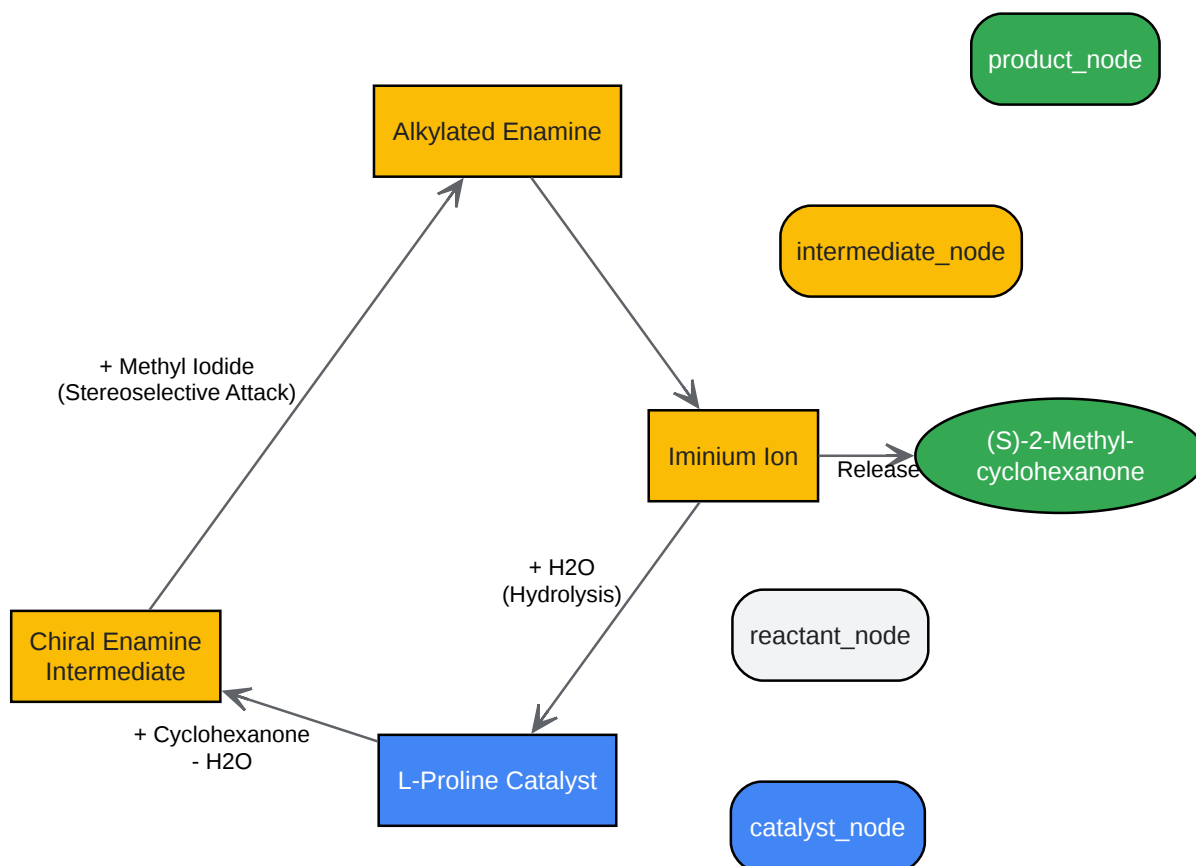 product_node
Alkylated Enamine
intermediate_node
+ Methyl Iodide
(Stereoselective Attack)
Iminium Ion
Release
(S)-2-Methyl-
cyclohexanone
+ H2O
(Hydrolysis)
reactant_node
Chiral Enamine
Intermediate
+ Cyclohexanone
- H2O
L-Proline Catalyst
catalyst_node